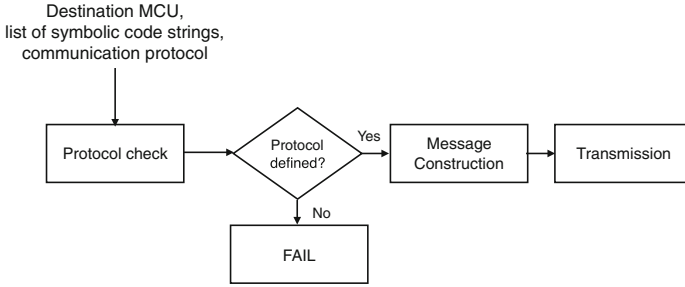 Destination MCU,
list of symbolic code strings,
communication protocol
Protocol check
Protocol
defined?
Yes
Message
Construction
Transmission
No
FAIL